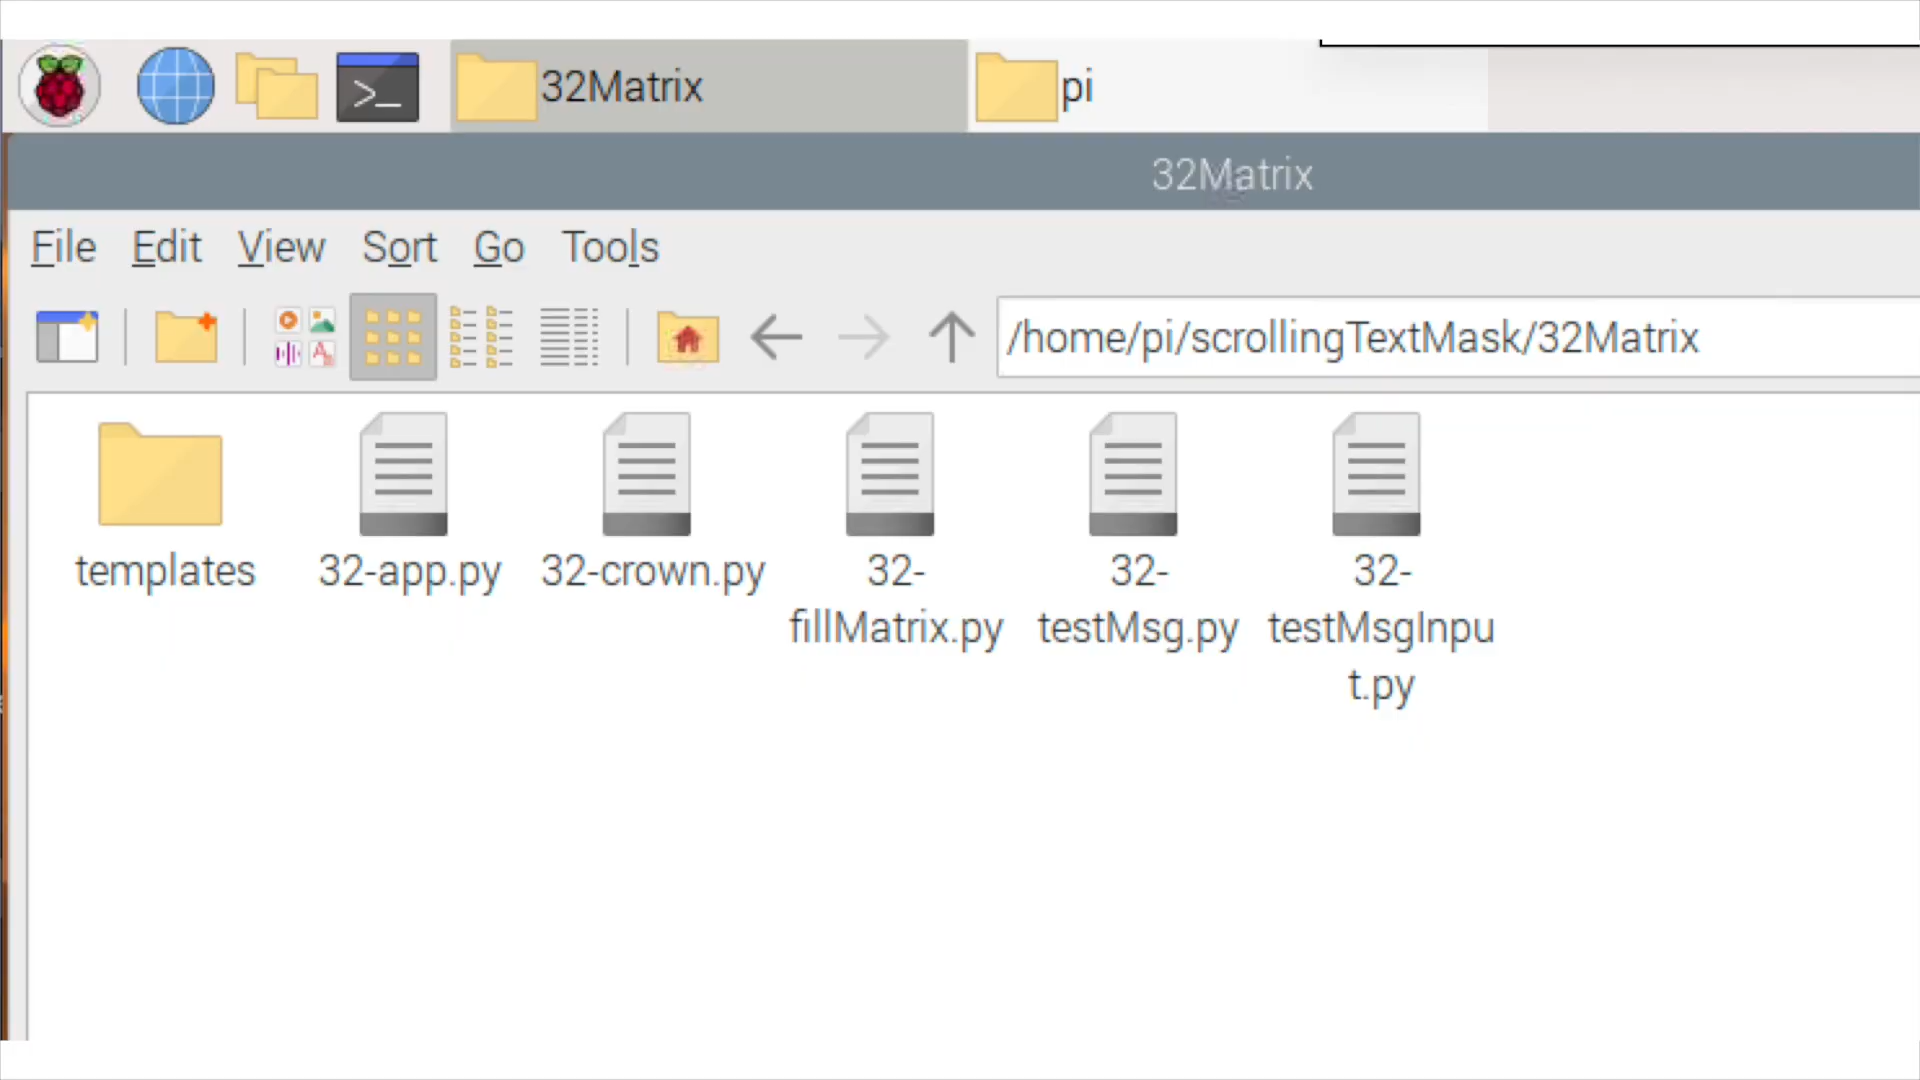 32Matrix
pi
32Matrix
File Edit View Sort Go Tools
/home/pi/scrollingTextMask/32Matrix
templates
32-app.py
32-crown.py
32-
fillMatrix.py
32-
testMsg.py
32-
testMsgInpu
t.py